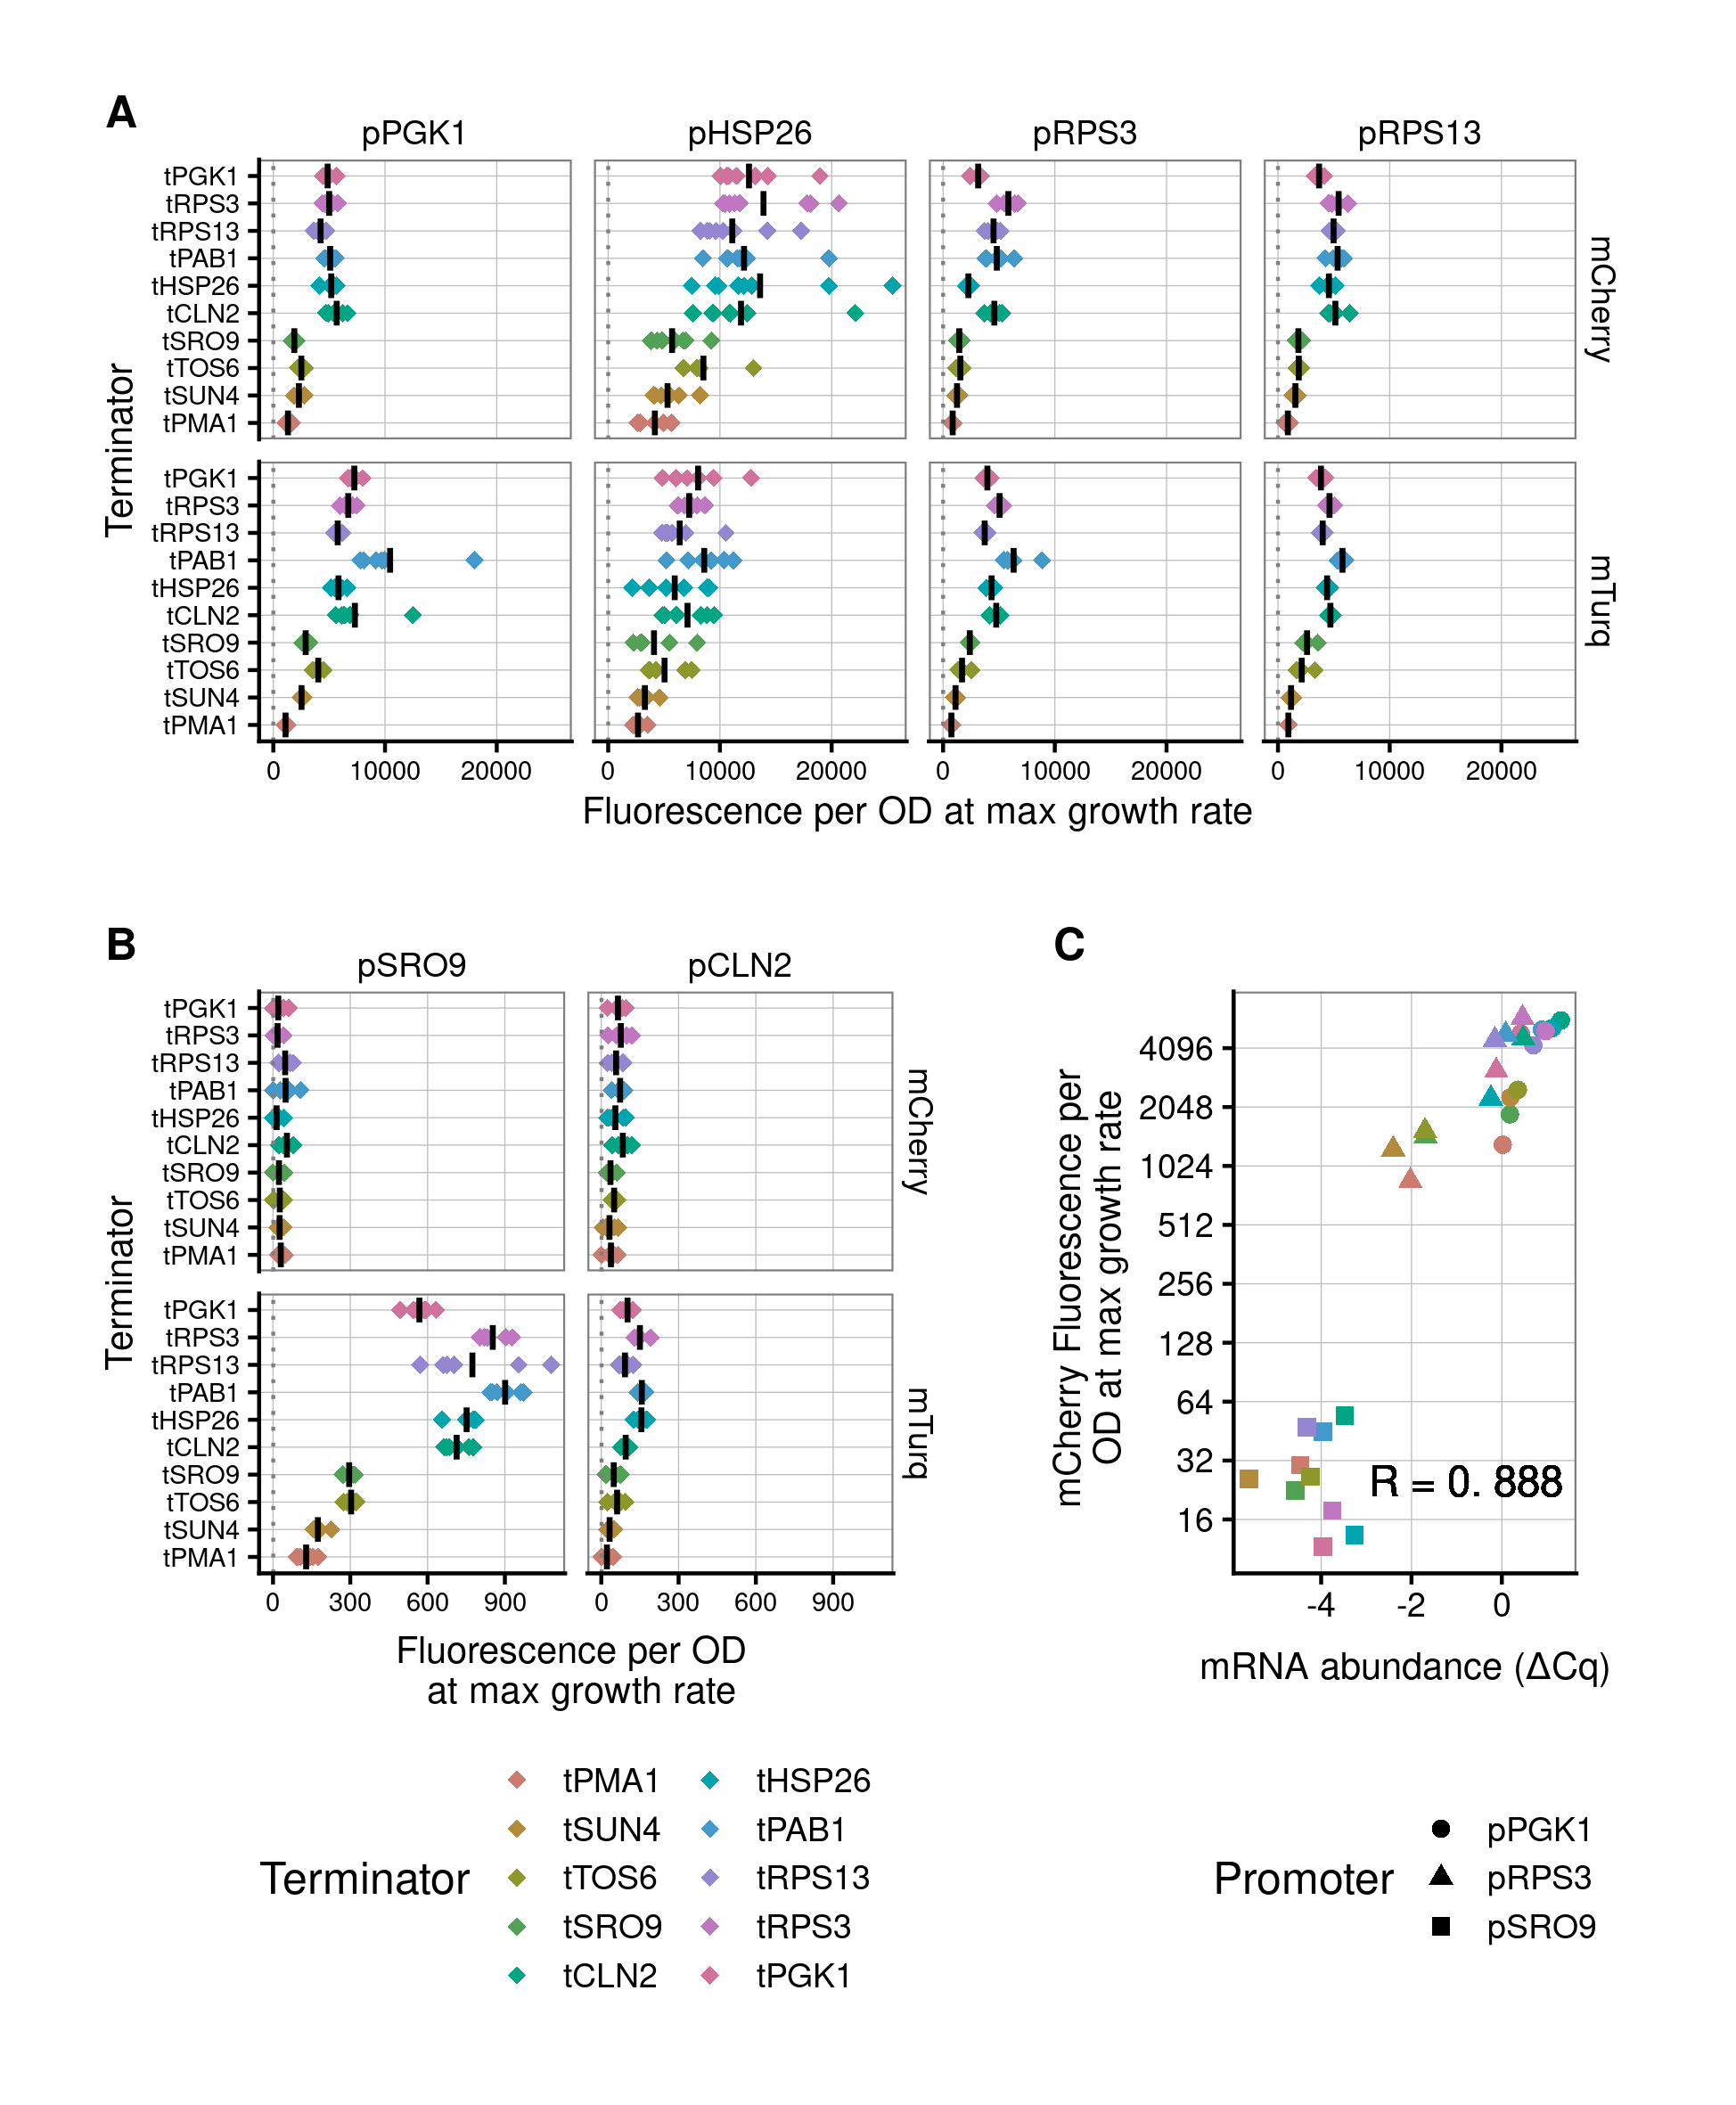 A
pPGK1 pHSP26 pRPS3 pRPS13
Terminator
tPGK1
tRPS3
tRPS13
tPAB1
tHSP26
tCLN2
tSRO9
tTOS6
tSUN4
tPMA1
mCherry
tPGK1
tRPS3
tRPS13
tPAB1
tHSP26
tCLN2
tSRO9
tTOS6
tSUN4
tPMA1
mTurq
0 10000 20000 0 10000 20000 0 10000 20000 0 10000 20000
Fluorescence per OD at max growth rate
B
pSRO9 pCLN2
Terminator
tPGK1
tRPS3
tRPS13
tPAB1
tHSP26
tCLN2
tSRO9
tTOS6
tSUN4
tPMA1
mCherry
Terminator
tPGK1
tRPS3
tRPS13
tPAB1
tHSP26
tCLN2
tSRO9
tTOS6
tSUN4
tPMA1
mTurq
0 300 600 900 0 300 600 900
Fluorescence per OD
at max growth rate
C
mCherry Fluorescence per
OD at max growth rate
4096
2048
1024
512
256
128
64
32
16
R = 0. 888
-4 -2 0
mRNA abundance (ΔCq)
Terminator
tPMA1
tSUN4
tTOS6
tSRO9
tCLN2
tHSP26
tPAB1
tRPS13
tRPS3
tPGK1
Promoter
pPGK1
pRPS3
pSRO9